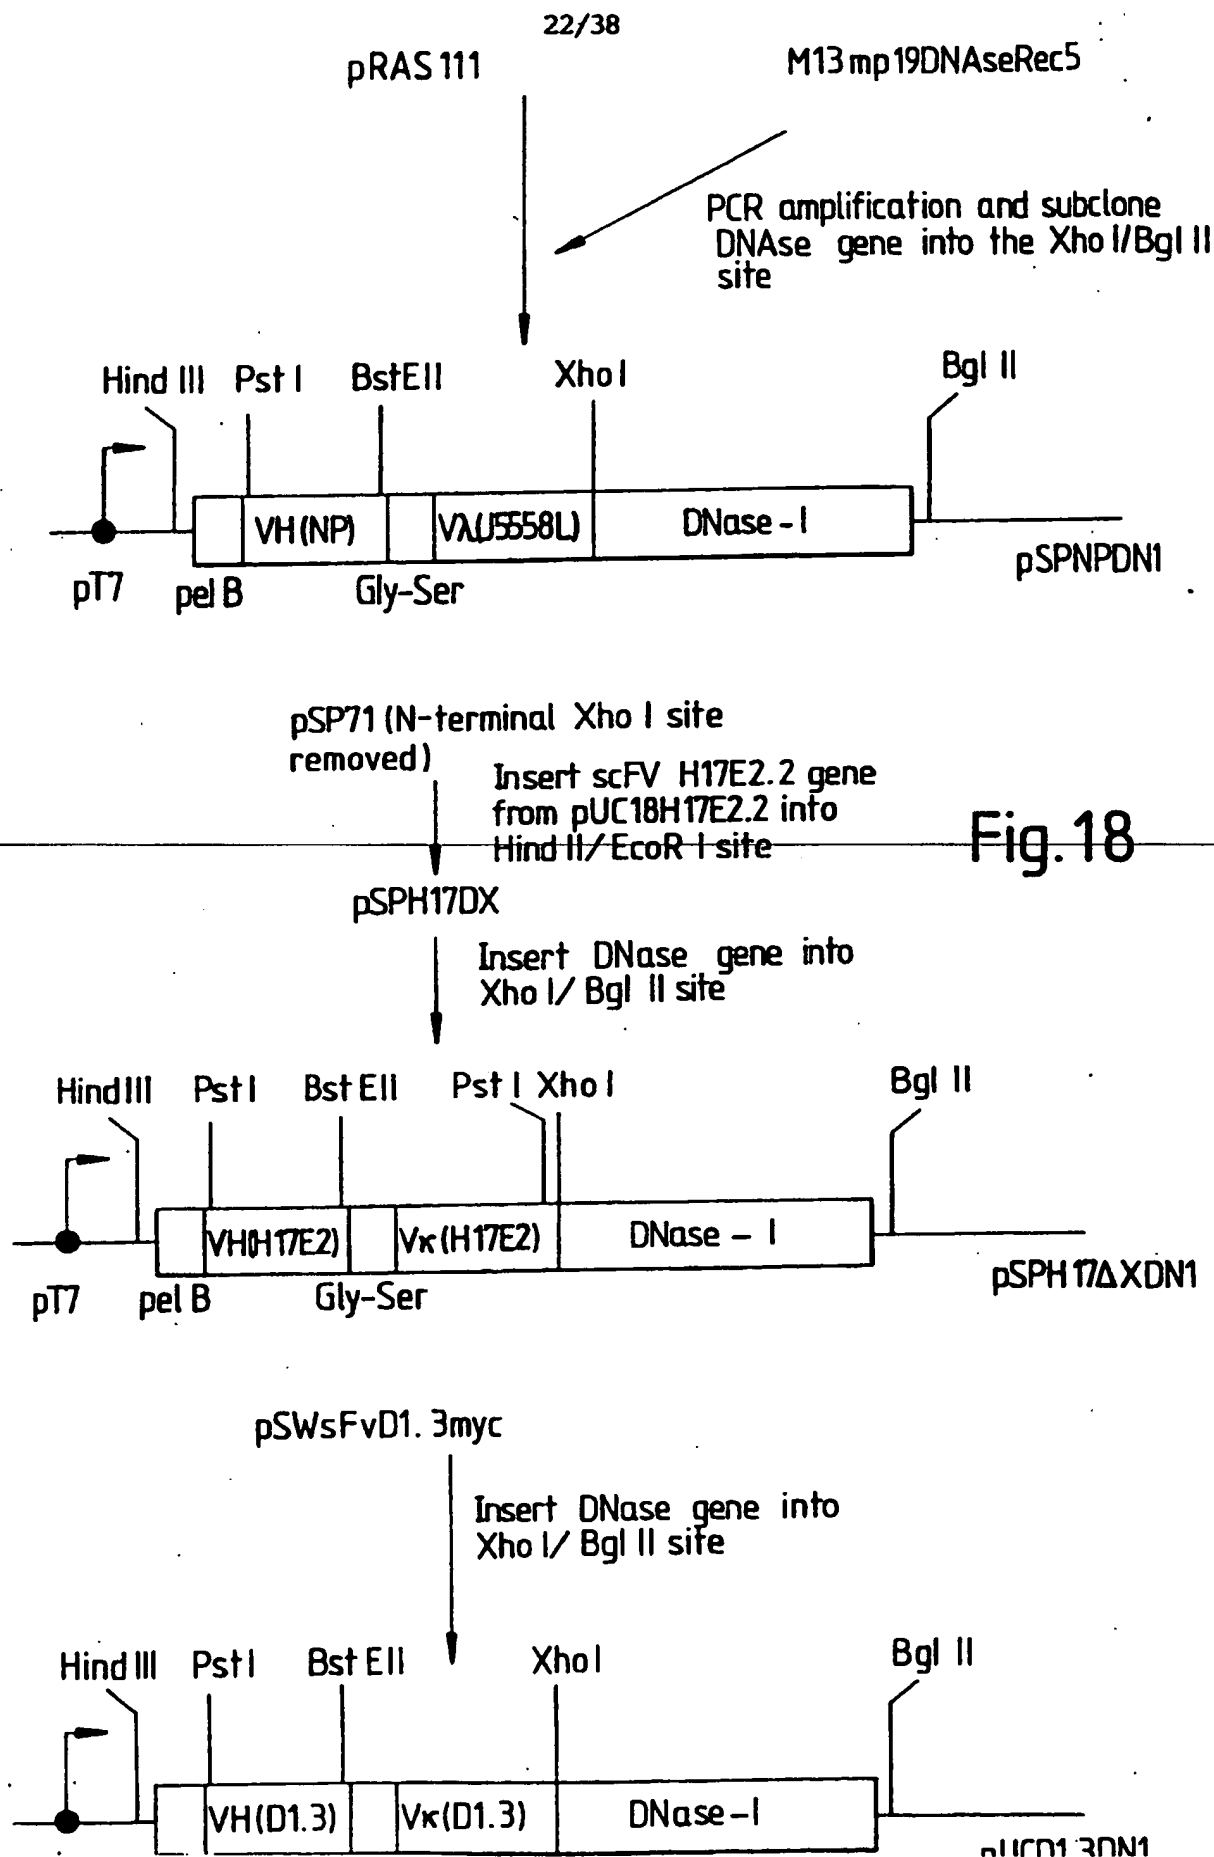 22/38
pRAS111
M13mp19DNAseRec5
PCR amplification and subclone
DNAse gene into the Xho I/Bgl II
site
Hind III Pst I BstEII Xho I Bgl II
VH(NP) Vλ(J5558L) DNase-I
pT7 pel B Gly-Ser pSPNPDN1
pSP71 (N-terminal Xho I site
removed)
Insert scFV H17E2.2 gene
from pUC18H17E2.2 into
Hind II/EcoR I site
Fig.18
pSPH17DX
Insert DNase gene into
Xho I/ Bgl II site
Hind III Pst I Bst EII Pst I Xho I Bgl II
VH(H17E2) Vκ(H17E2) DNase - I
pT7 pel B Gly-Ser pSPH17ΔXDN1
pSWsFvD1.3myc
Insert DNase gene into
Xho I/ Bgl II site
Hind III Pst I Bst EII Xho I Bgl II
VH(D1.3) Vκ(D1.3) DNase-I
pUCD1.3DN1